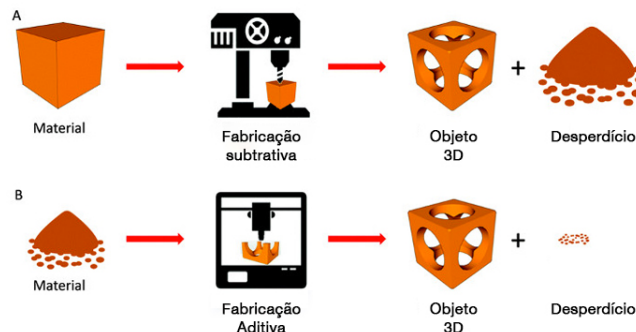 A
Material
Fabricação
subtrativa
Objeto
3D
+
Desperdício
B
Material
Fabricação
Aditiva
Objeto
3D
+
Desperdício